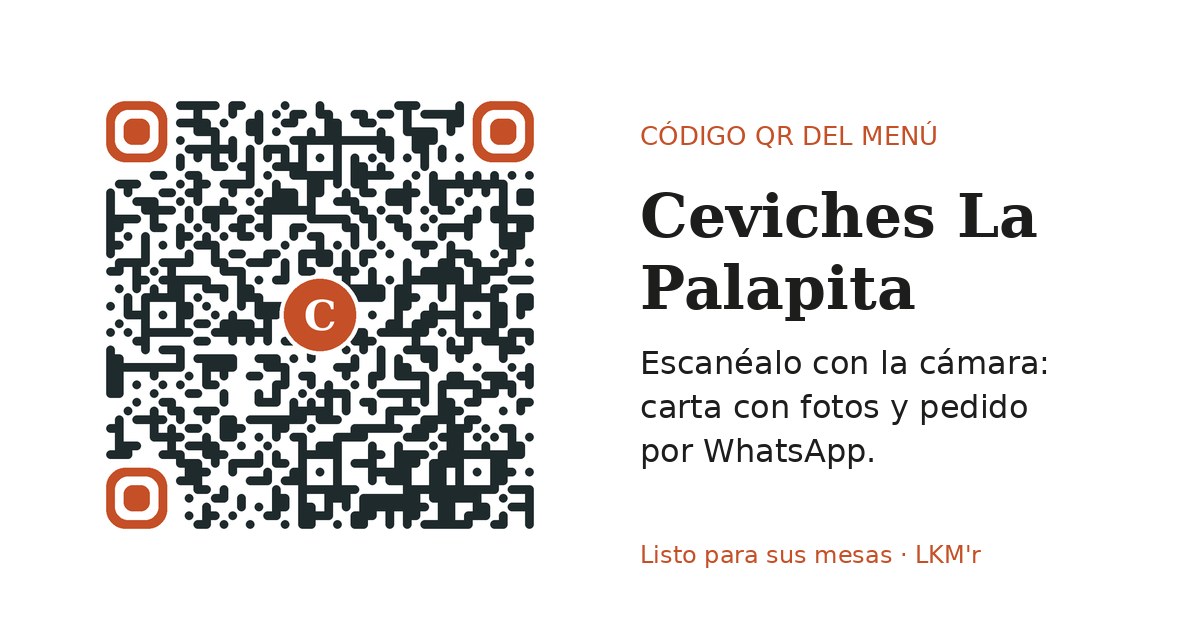 C
CÓDIGO QR DEL MENÚ
Ceviches La
Palapita
Escanéalo con la cámara:
carta con fotos y pedido
por WhatsApp.
Listo para sus mesas · LKM'r